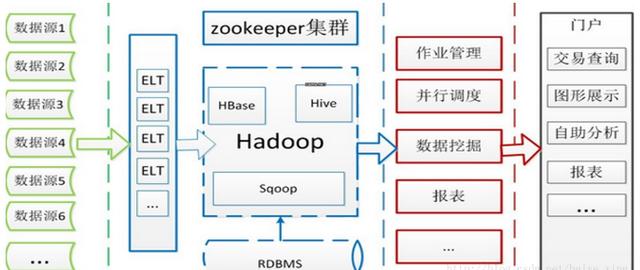 数据源1
数据源2
数据源3
数据源4
数据源5
数据源6
...
ELT
ELT
ELT
ELT
...
zookeeper集群
HBase
Hive
Hadoop
Sqoop
RDBMS
作业管理
并行调度
数据挖掘
报表
...
门户
交易查询
图形展示
自助分析
报表
...